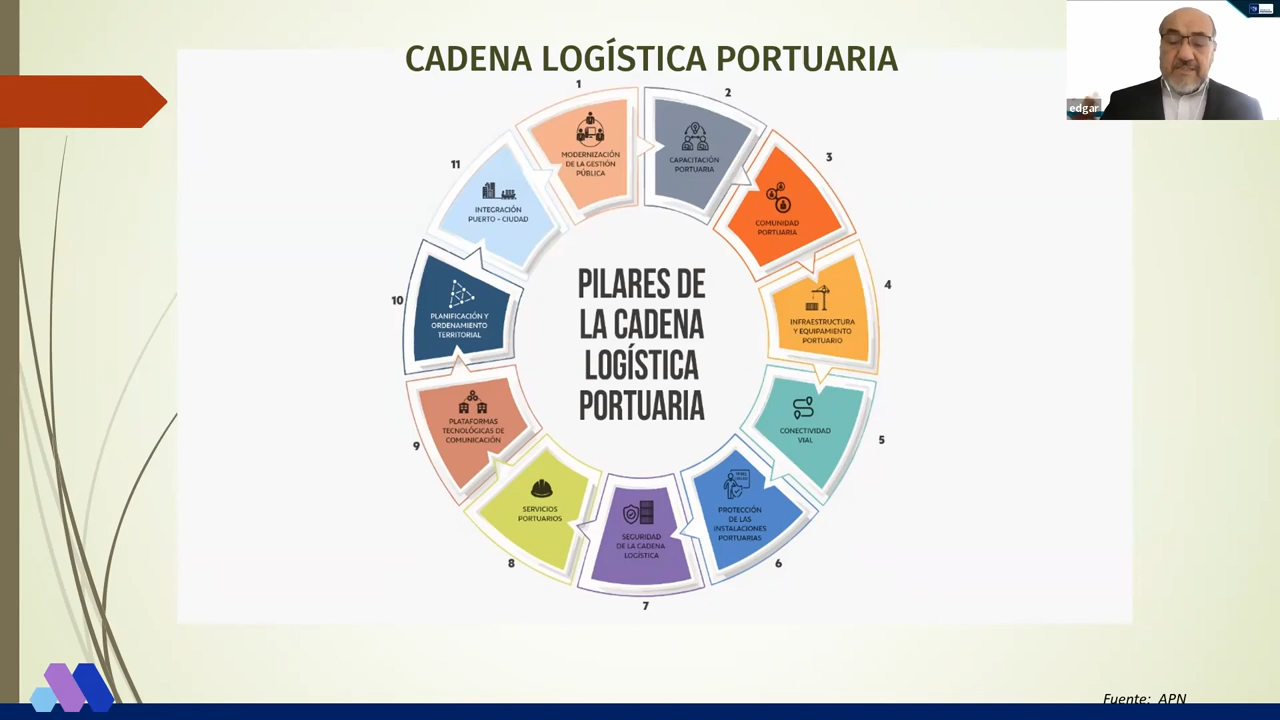 CADENA LOGÍSTICA PORTUARIA
edgar
1
MODERNIZACIÓN
DE LA GESTIÓN
PÚBLICA
2
CAPACITACIÓN
PORTUARIA
3
COMUNIDAD
PORTUARIA
4
INFRAESTRUCTURA
Y EQUIPAMIENTO
PORTUARIO
5
CONECTIVIDAD
VIAL
6
PROTECCIÓN
DE LAS
INSTALACIONES
PORTUARIAS
7
SEGURIDAD
DE LA CADENA
LOGÍSTICA
8
SERVICIOS
PORTUARIOS
9
PLATAFORMAS
TECNOLÓGICAS DE
COMUNICACIÓN
10
PLANIFICACIÓN Y
ORDENAMIENTO
TERRITORIAL
11
INTEGRACIÓN
PUERTO - CIUDAD
PILARES DE
LA CADENA
LOGÍSTICA
PORTUARIA
Fuente: APN